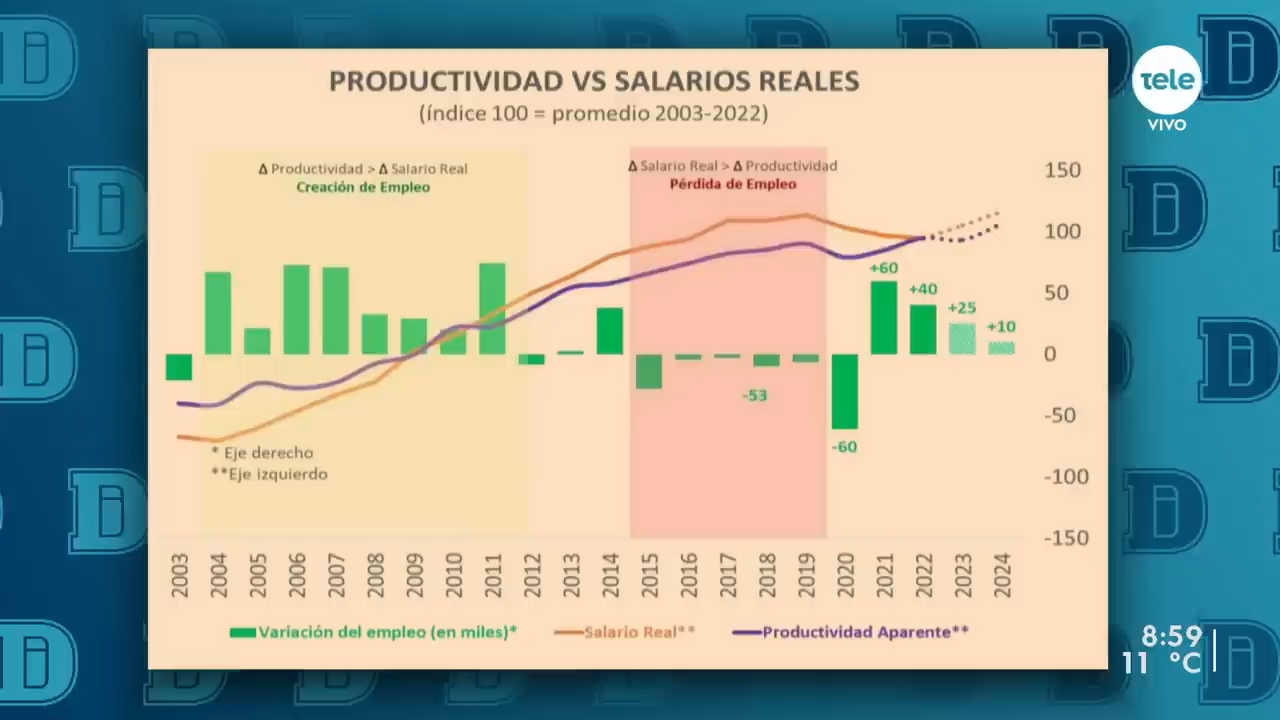 PRODUCTIVIDAD VS SALARIOS REALES
(índice 100 = promedio 2003-2022)
tele
VIVO
Δ Productividad > Δ Salario Real
Creación de Empleo
Δ Salario Real > Δ Productividad
Pérdida de Empleo
150
100
50
0
-50
-100
-150
+60
+40
+25
+10
-53
-60
* Eje derecho
**Eje izquierdo
2003
2004
2005
2006
2007
2008
2009
2010
2011
2012
2013
2014
2015
2016
2017
2018
2019
2020
2021
2022
2023
2024
Variación del empleo (en miles)*
Salario Real**
Productividad Aparente**
8:59
11 °C